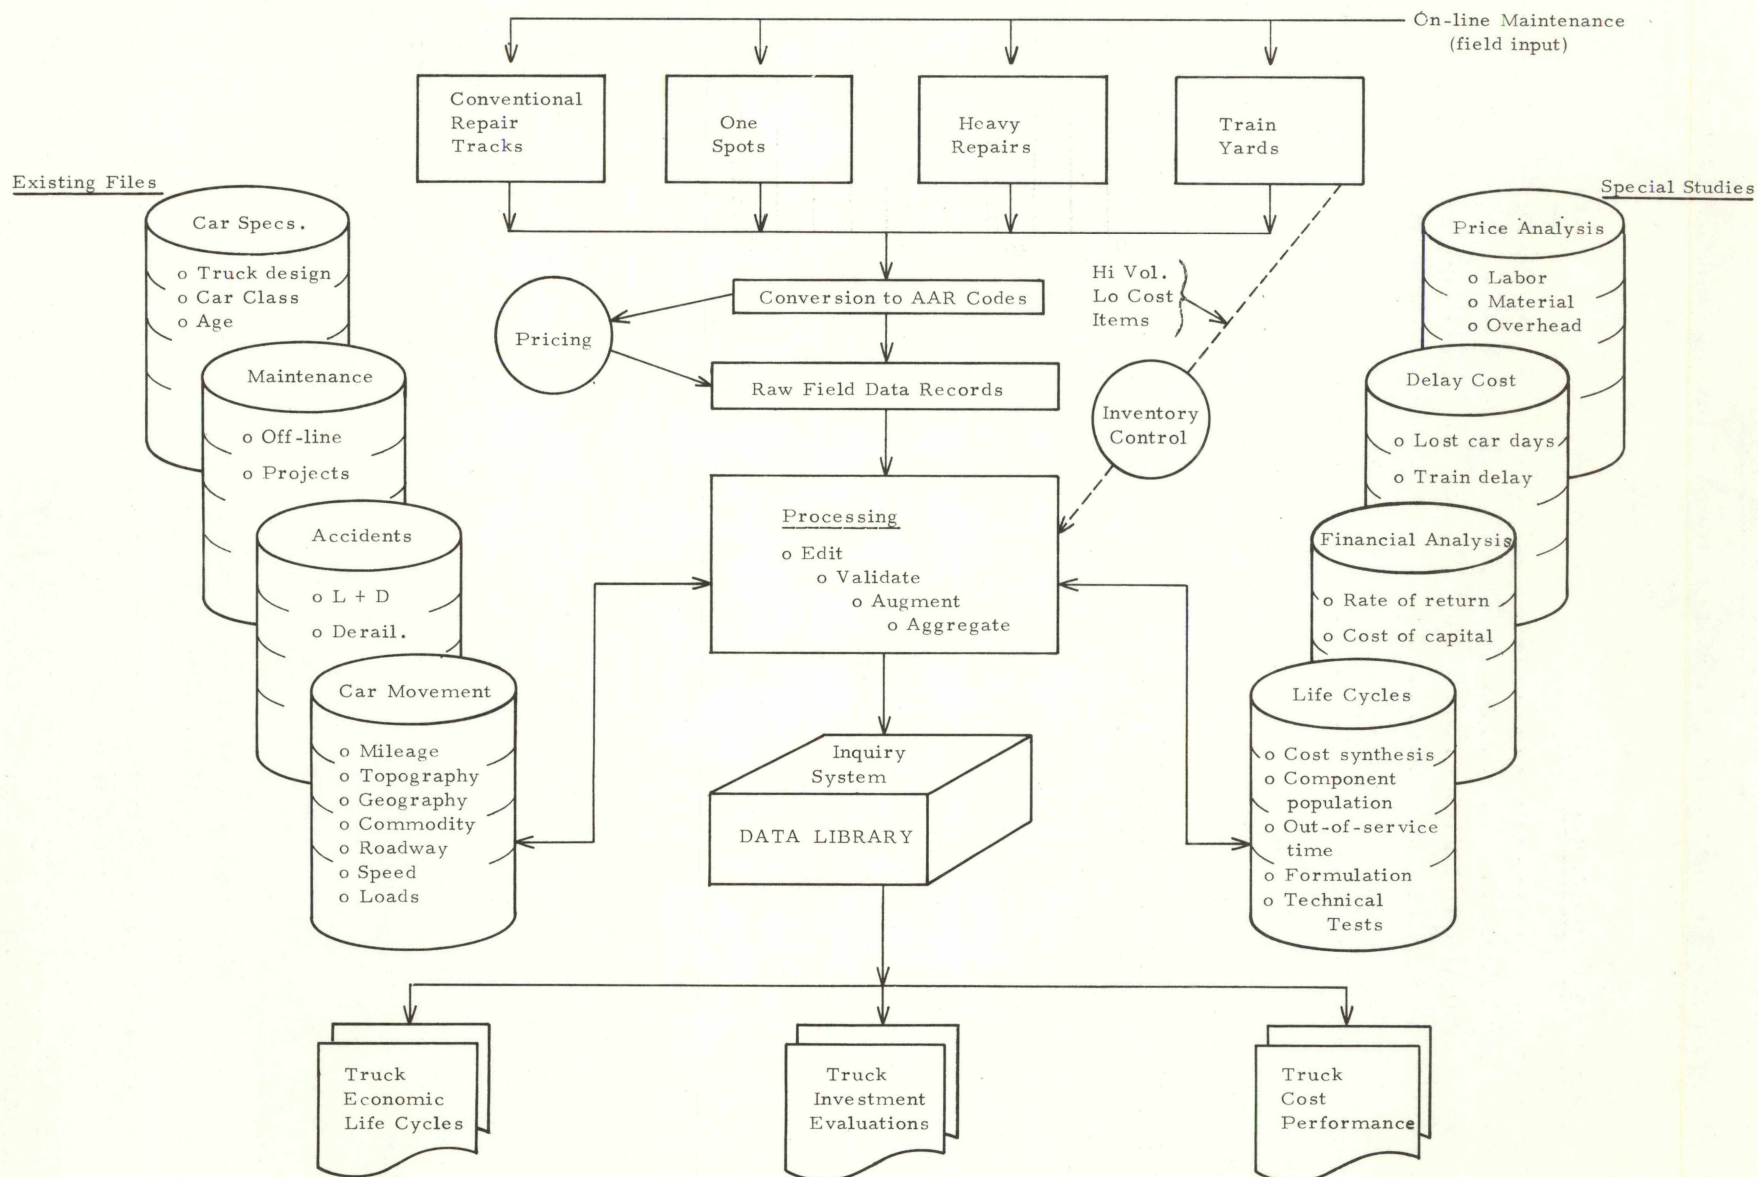 On-line Maintenance
(field input)
Conventional
Repair
Tracks
One
Spots
Heavy
Repairs
Train
Yards
Existing Files
Special Studies
Car Specs.
o Truck design
o Car Class
o Age
Maintenance
o Off-line
o Projects
Accidents
o L + D
o Derail.
Car Movement
o Mileage
o Topography
o Geography
o Commodity
o Roadway
o Speed
o Loads
Conversion to AAR Codes
Pricing
Raw Field Data Records
Hi Vol.
Lo Cost
Items
Inventory
Control
Processing
o Edit
o Validate
o Augment
o Aggregate
Inquiry
System
DATA LIBRARY
Price Analysis
o Labor
o Material
o Overhead
Delay Cost
o Lost car days
o Train delay
Financial Analysis
o Rate of return
o Cost of capital
Life Cycles
o Cost synthesis
o Component
population
o Out-of-service
time
o Formulation
o Technical
Tests
Truck
Economic
Life Cycles
Truck
Investment
Evaluations
Truck
Cost
Performance